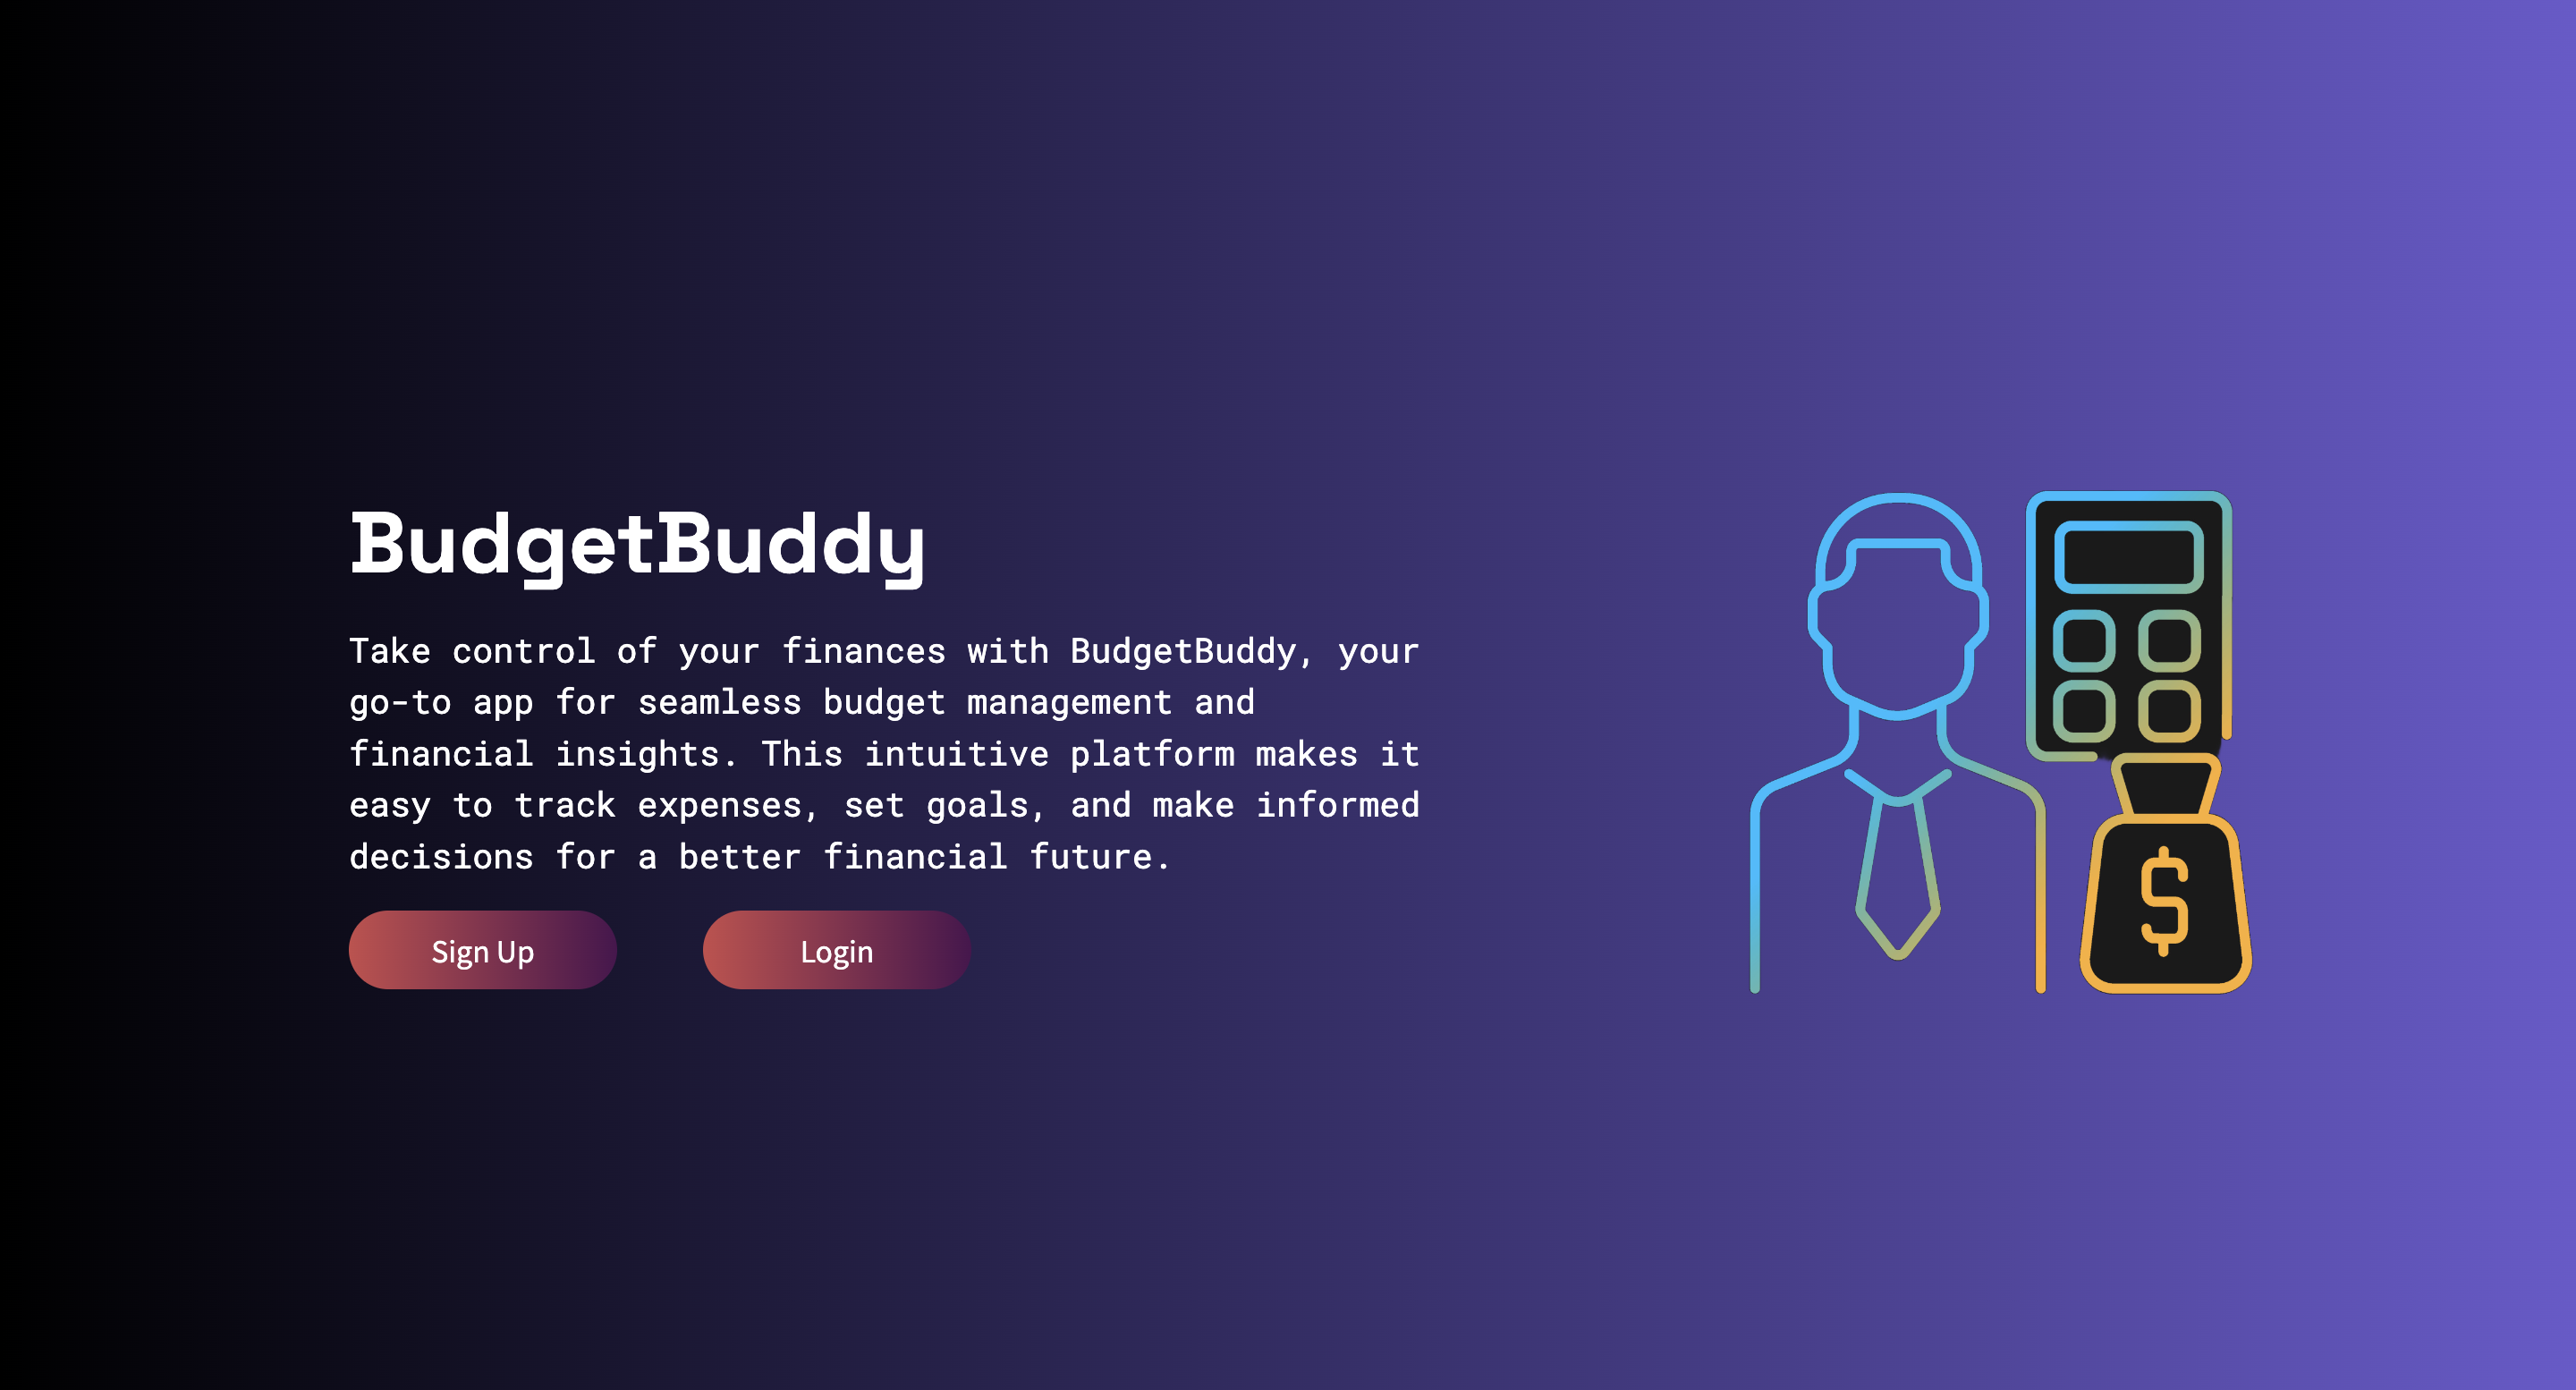 BudgetBuddy
Take control of your finances with BudgetBuddy, your
go-to app for seamless budget management and
financial insights. This intuitive platform makes it
easy to track expenses, set goals, and make informed
decisions for a better financial future.
Sign Up
Login
$